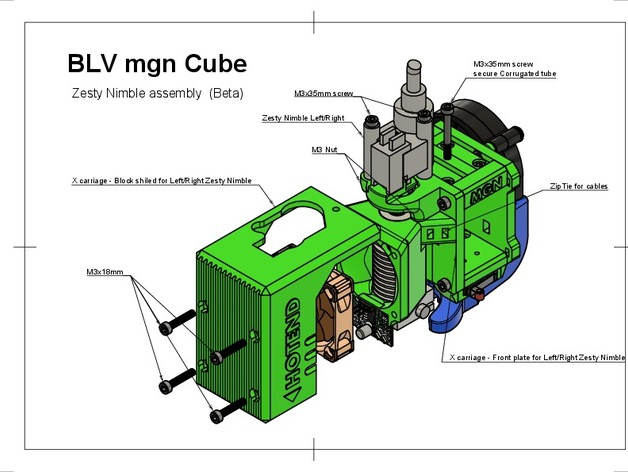 BLV mgn Cube
Zesty Nimble assembly (Beta)
M3x35mm screw
secure Corrugated tube
M3x35mm screw
Zesty Nimble Left/Right
M3 Nut
X carriage - Block shiled for Left/Right Zesty Nimble
ZipTie for cables
MGN
M3x18mm
HOTEND
X carriage - Front plate for Left/Right Zesty Nimble